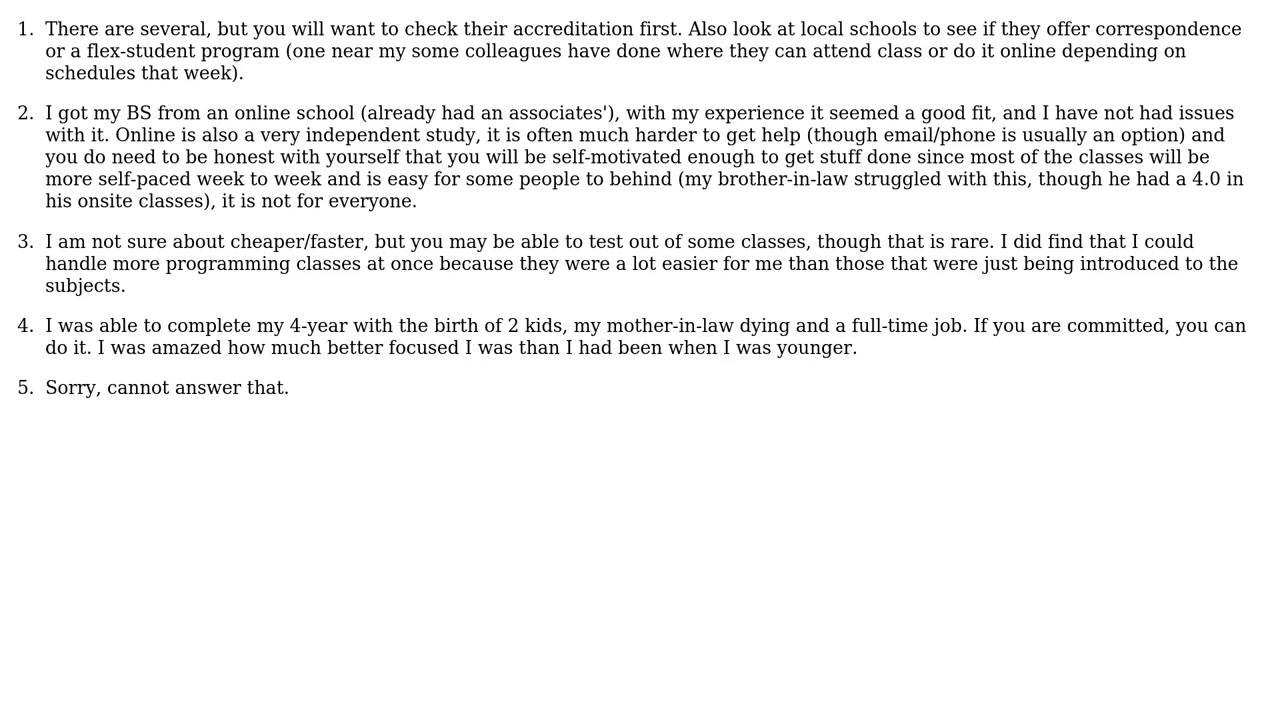 1. There are several, but you will want to check their accreditation first. Also look at local schools to see if they offer correspondence
or a flex-student program (one near my some colleagues have done where they can attend class or do it online depending on
schedules that week).
2. I got my BS from an online school (already had an associates'), with my experience it seemed a good fit, and I have not had issues
with it. Online is also a very independent study, it is often much harder to get help (though email/phone is usually an option) and
you do need to be honest with yourself that you will be self-motivated enough to get stuff done since most of the classes will be
more self-paced week to week and is easy for some people to behind (my brother-in-law struggled with this, though he had a 4.0 in
his onsite classes), it is not for everyone.
3. I am not sure about cheaper/faster, but you may be able to test out of some classes, though that is rare. I did find that I could
handle more programming classes at once because they were a lot easier for me than those that were just being introduced to the
subjects.
4. I was able to complete my 4-year with the birth of 2 kids, my mother-in-law dying and a full-time job. If you are committed, you can
do it. I was amazed how much better focused I was than I had been when I was younger.
5. Sorry, cannot answer that.